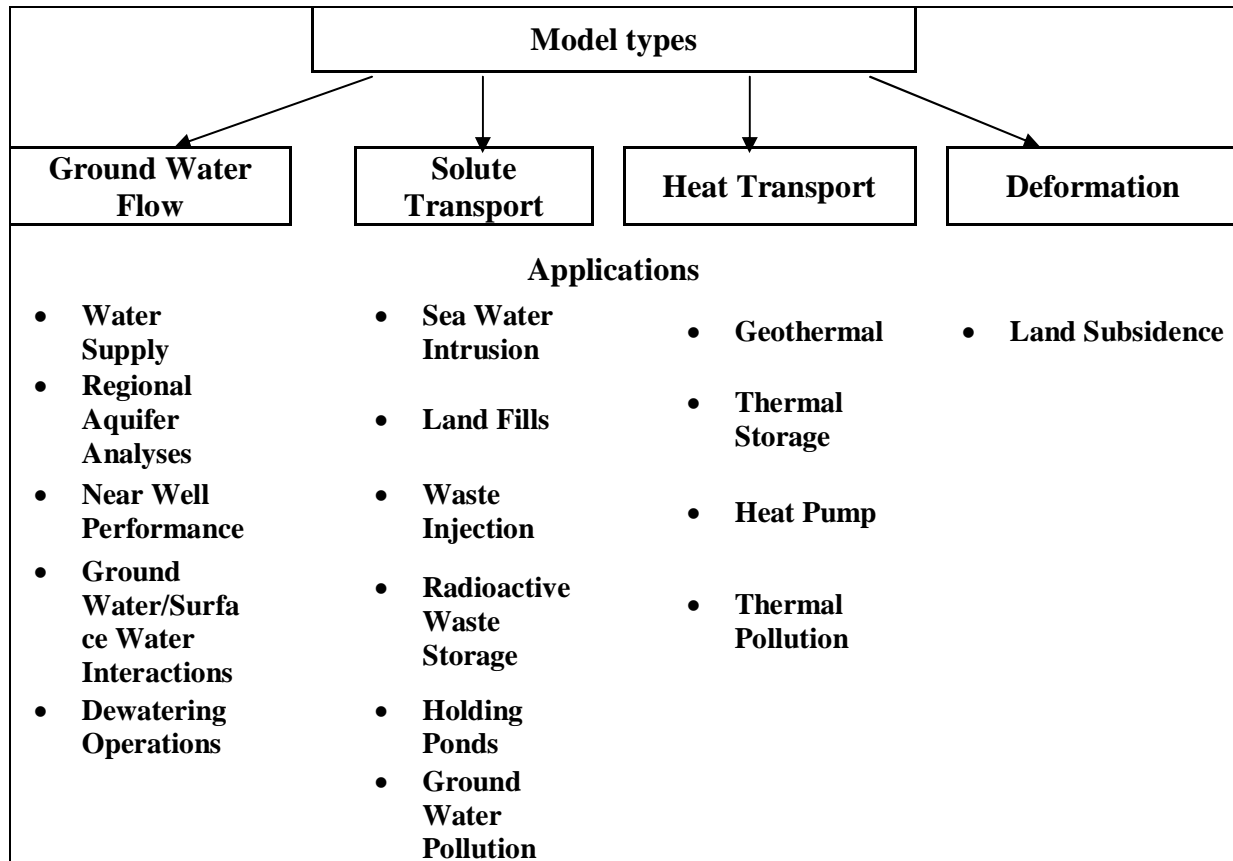 Model types
Ground Water
Flow
Solute
Transport
Heat Transport
Deformation
Applications
• Water
Supply
• Regional
Aquifer
Analyses
• Near Well
Performance
• Ground
Water/Surfa
ce Water
Interactions
• Dewatering
Operations
• Sea Water
Intrusion
• Land Fills
• Waste
Injection
• Radioactive
Waste
Storage
• Holding
Ponds
• Ground
Water
Pollution
• Geothermal
• Thermal
Storage
• Heat Pump
• Thermal
Pollution
• Land Subsidence